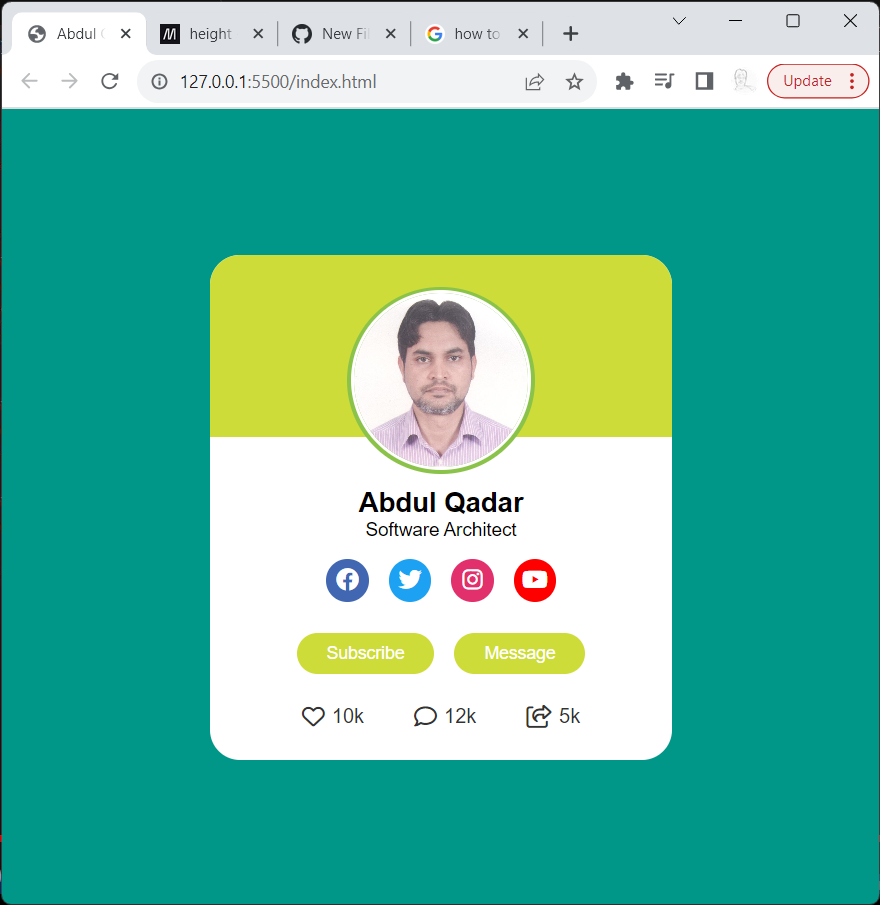 Abdul
height
New Fil
how to
127.0.0.1:5500/index.html
Update
Abdul Qadar
Software Architect
Subscribe Message
10k 12k 5k